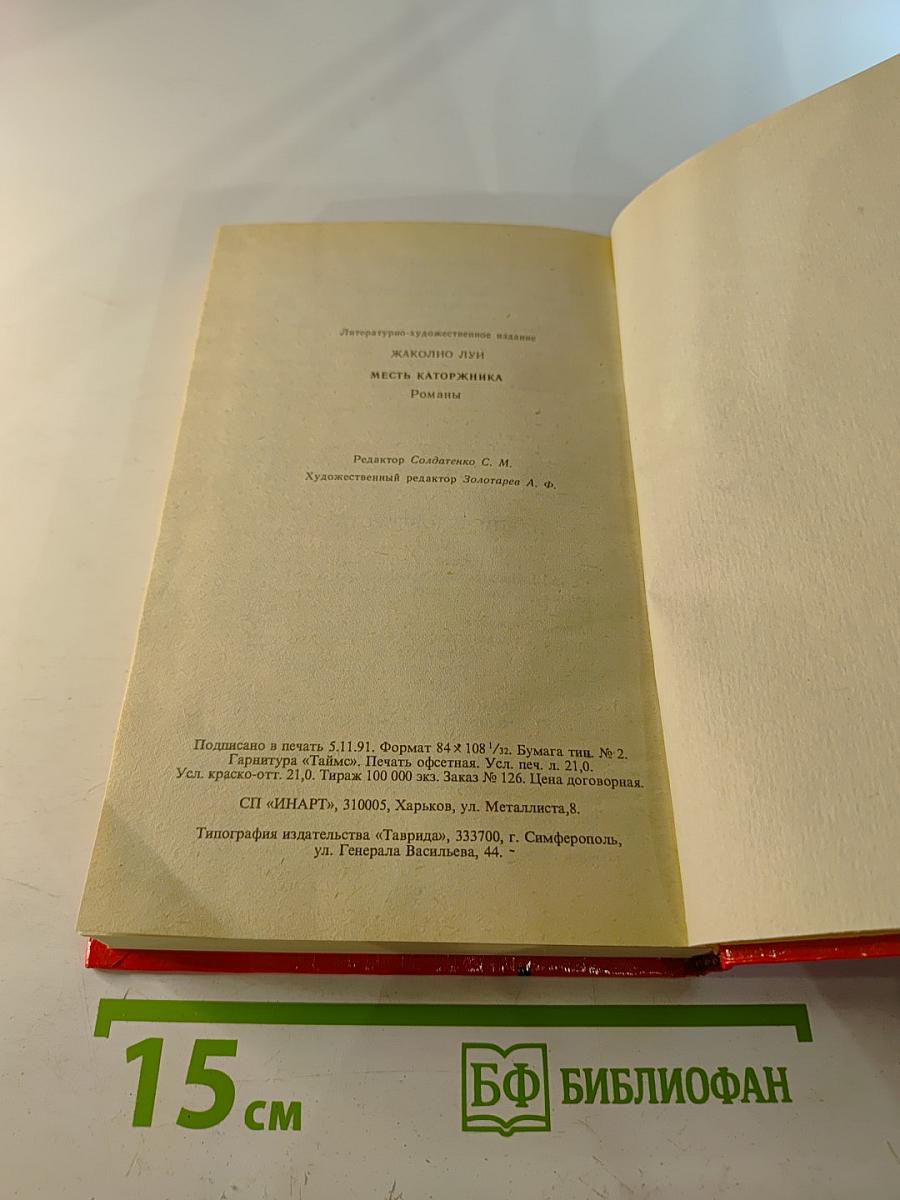 Литературно-художественное издание
ЖАКОЛИО ЛУИ
МЕСТЬ КАТОРЖНИКА
Романы
Редактор Солдатенко С. М.
Художественный редактор Золотарев А. Ф.
Подписано в печать 5.11.91. Формат 84 × 108 1/32. Бумага тип. № 2.
Гарнитура «Таймс». Печать офсетная. Усл. печ. л. 21,0.
Усл. краско-отт. 21,0. Тираж 100 000 экз. Заказ № 126. Цена договорная.
СП «ИНАРТ», 310005, Харьков, ул. Металлиста,8.
Типография издательства «Таврида», 333700, г. Симферополь,
ул. Генерала Васильева, 44.
15 см
БФ БИБЛИОФАН